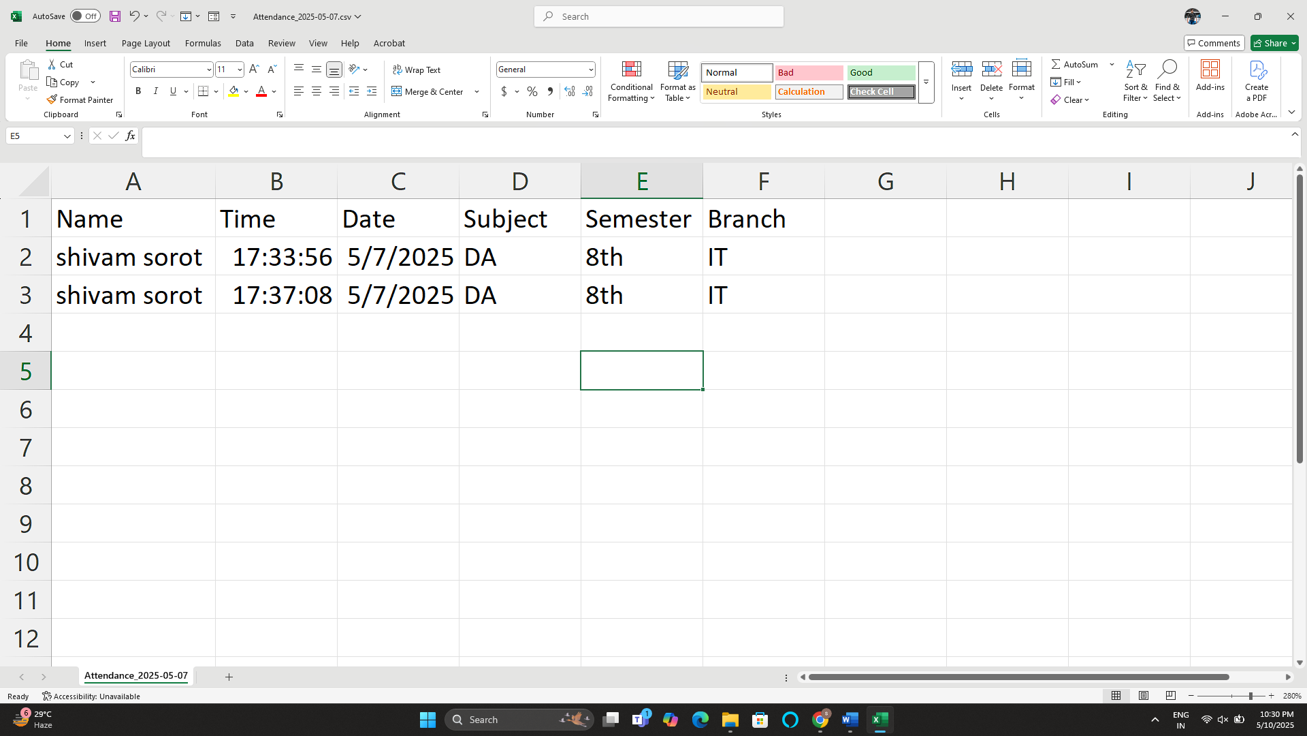 AutoSave Off Attendance_2025-05-07.csv Search
File Home Insert Page Layout Formulas Data Review View Help Acrobat Comments Share
Paste Cut Copy Format Painter Clipboard
Calibri 11 B I U Font
Wrap Text Merge & Center Alignment
General $ % , Number
Conditional Formatting Format as Table
Normal Bad Good
Neutral Calculation Check Cell
Styles
Insert Delete Format Cells
AutoSum Fill Clear Sort & Filter Find & Select Editing
Add-ins Add-ins
Create a PDF Adobe Acr...
E5 fx
A B C D E F G H I J
1 Name Time Date Subject Semester Branch
2 shivam sorot 17:33:56 5/7/2025 DA 8th IT
3 shivam sorot 17:37:08 5/7/2025 DA 8th IT
4
5
6
7
8
9
10
11
12
Attendance_2025-05-07
Ready Accessibility: Unavailable 280%
6 29°C Haze Search 1 ENG IN 10:30 PM 5/10/2025